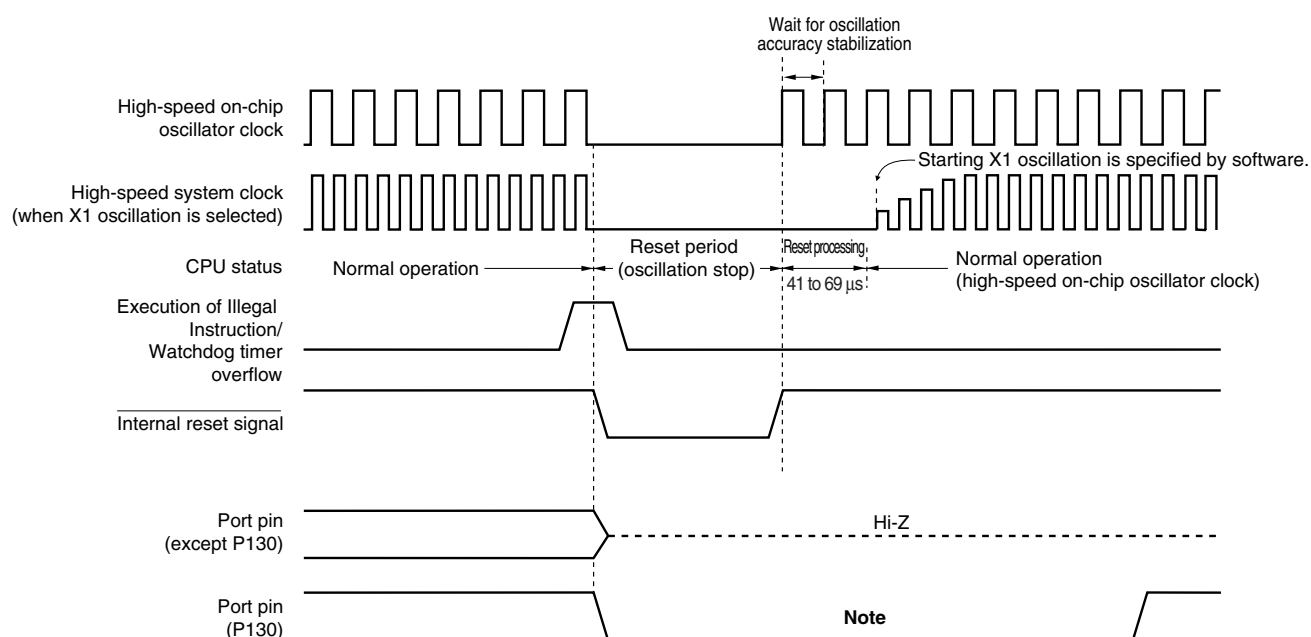 Wait for oscillation
accuracy stabilization
High-speed on-chip
oscillator clock
Starting X1 oscillation is specified by software.
High-speed system clock
(when X1 oscillation is selected)
CPU status
Normal operation
Reset period
(oscillation stop)
Reset processing
41 to 69 µs
Normal operation
(high-speed on-chip oscillator clock)
Execution of Illegal
Instruction/
Watchdog timer
overflow
Internal reset signal
Port pin
(except P130)
Hi-Z
Port pin
(P130)
Note